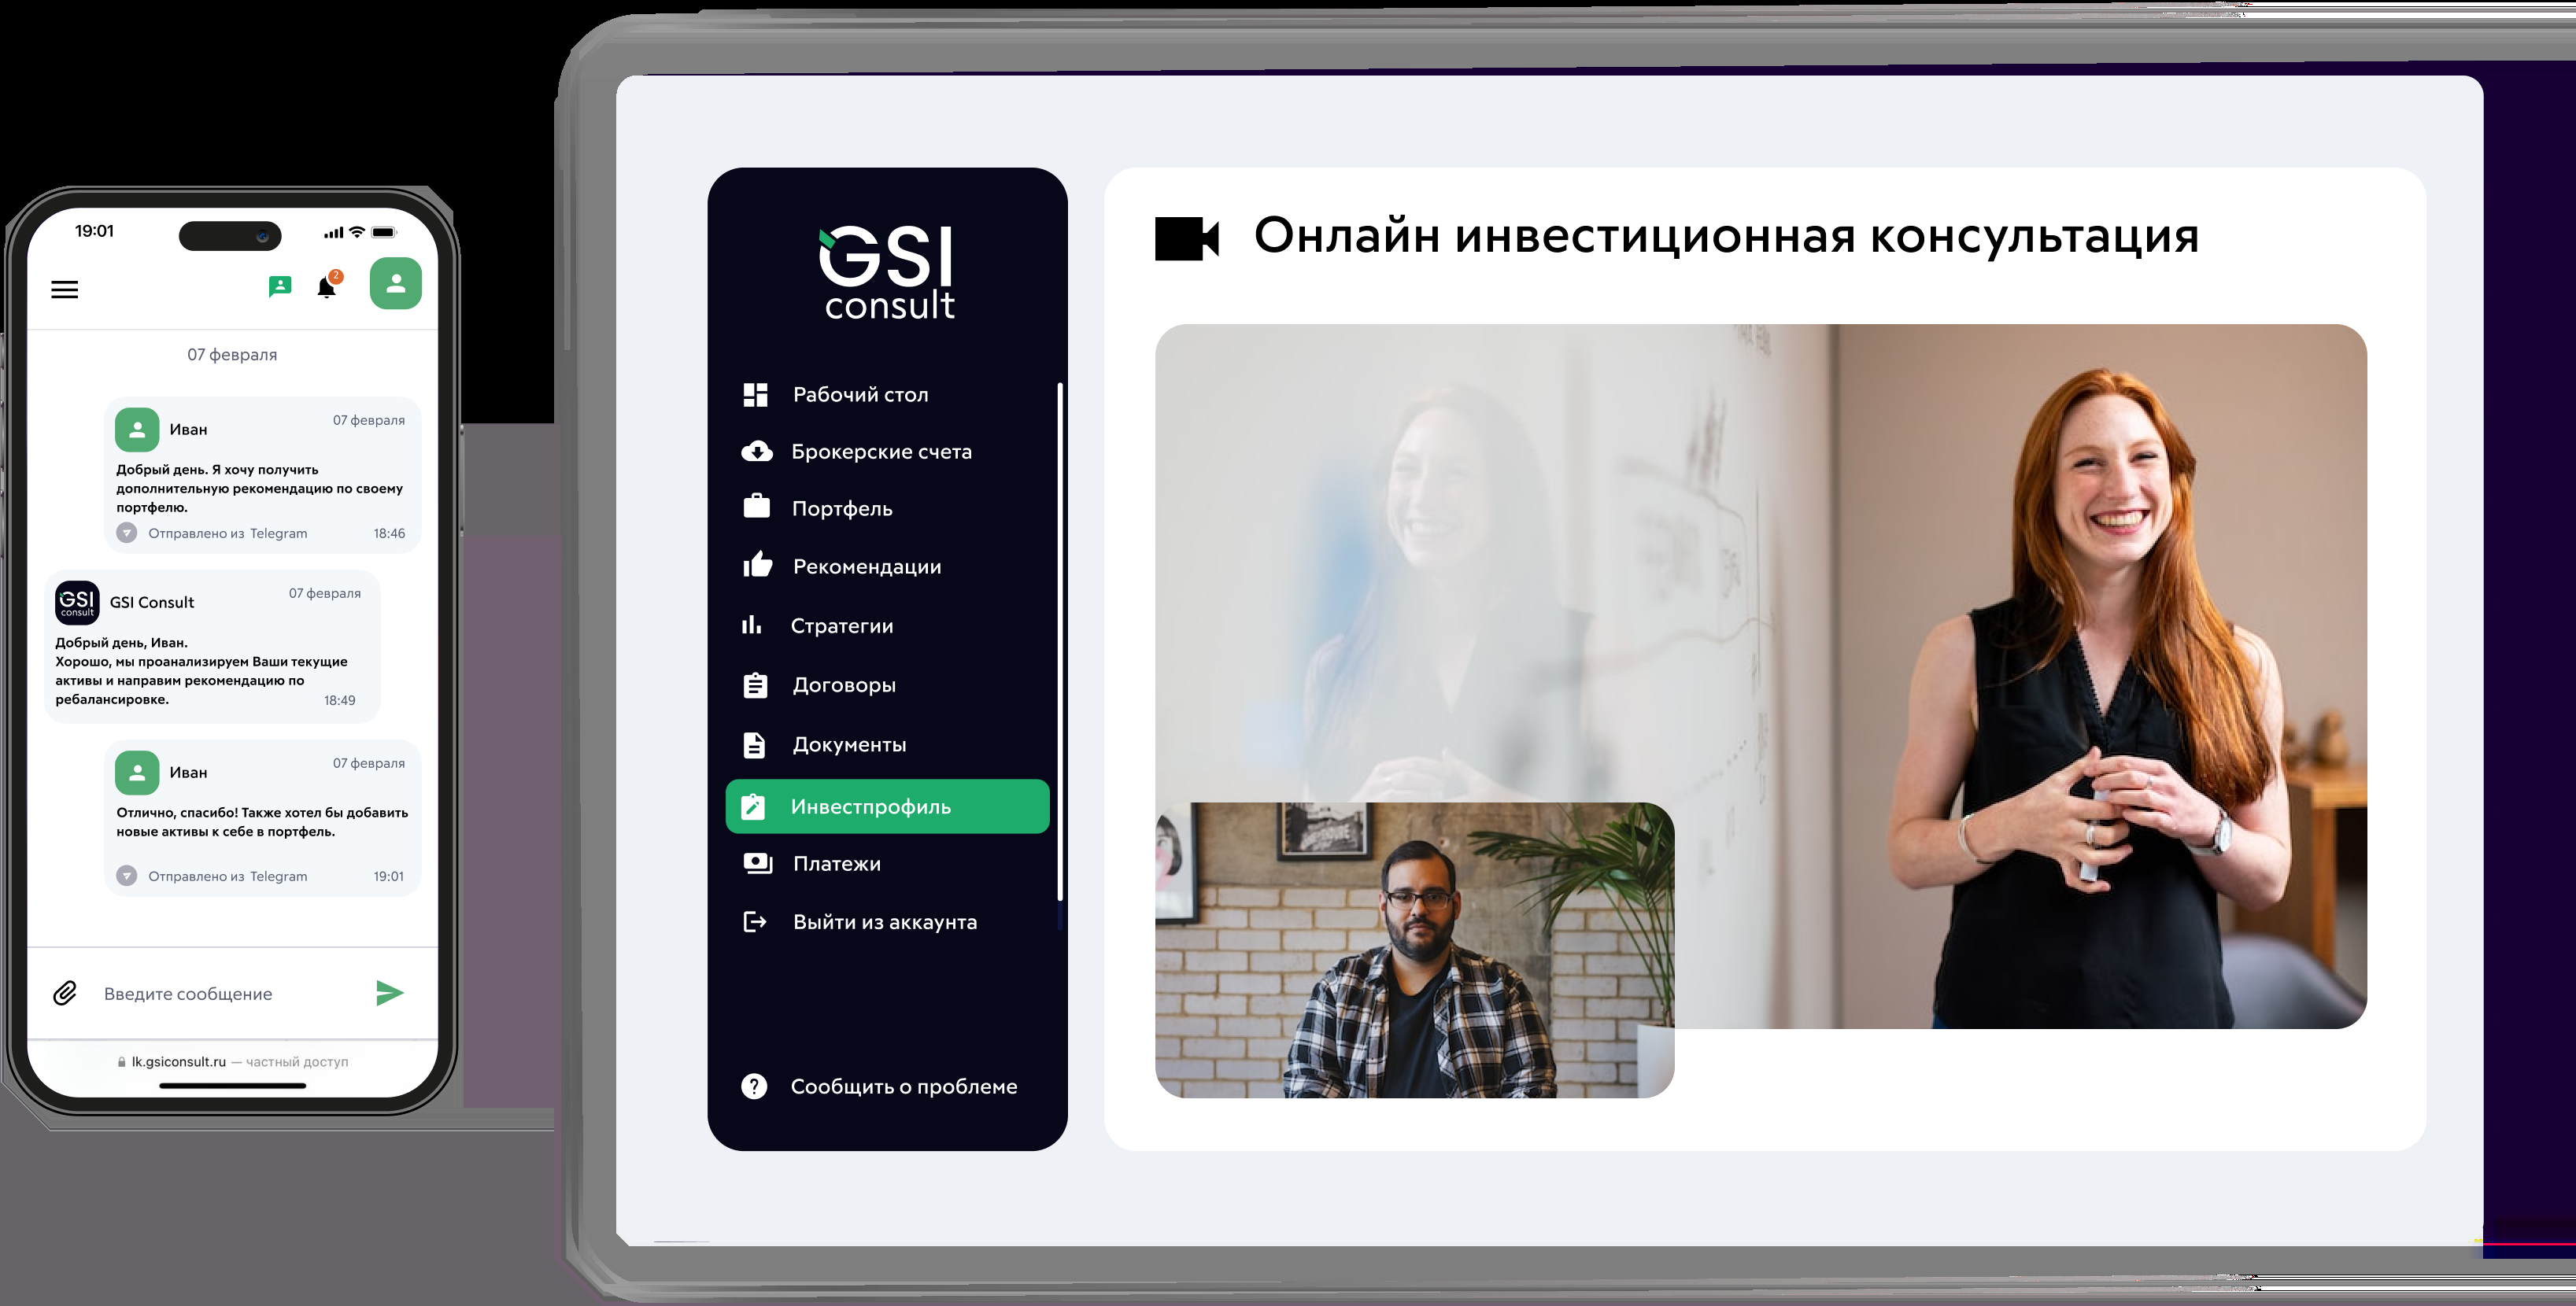 19:01
2
07 февраля
Иван
07 февраля
Добрый день. Я хочу получить
дополнительную рекомендацию по своему
портфелю.
Отправлено из Telegram
18:46
GSI
consult
GSI Consult
07 февраля
Добрый день, Иван.
Хорошо, мы проанализируем Ваши текущие
активы и направим рекомендацию по
ребалансировке.
18:49
Иван
07 февраля
Отлично, спасибо! Также хотел бы добавить
новые активы к себе в портфель.
Отправлено из Telegram
19:01
Введите сообщение
lk.gsiconsult.ru — частный доступ
GSI
consult
Рабочий стол
Брокерские счета
Портфель
Рекомендации
Стратегии
Договоры
Документы
Инвестпрофиль
Платежи
Выйти из аккаунта
Сообщить о проблеме
Онлайн инвестиционная консультация